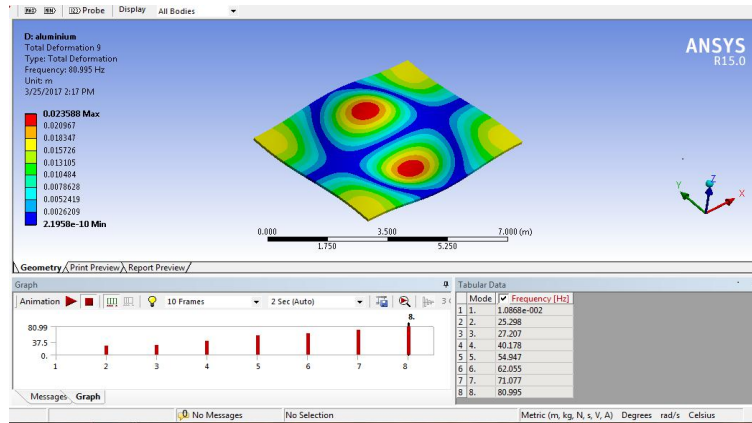 Probe Display All Bodies
D: aluminium
Total Deformation 9
Type: Total Deformation
Frequency: 80.995 Hz
Unit: m
3/25/2017 2:17 PM
ANSYS
R15.0
0.023588 Max
0.020967
0.018347
0.015726
0.013105
0.010484
0.0078628
0.0052419
0.0026209
2.1958e-10 Min
Z
Y
X
0.000 3.500 7.000 (m)
1.750 5.250
Geometry Print Preview Report Preview
Graph
Animation 10 Frames 2 Sec (Auto)
8.
80.99
37.5
0.
1 2 3 4 5 6 7 8
Messages Graph
Tabular Data
Mode Frequency [Hz]
1 1. 1.0868e-002
2 2. 25.298
3 3. 27.207
4 4. 40.178
5 5. 54.947
6 6. 62.055
7 7. 71.077
8 8. 80.995
0 No Messages No Selection Metric (m, kg, N, s, V, A) Degrees rad/s Celsius